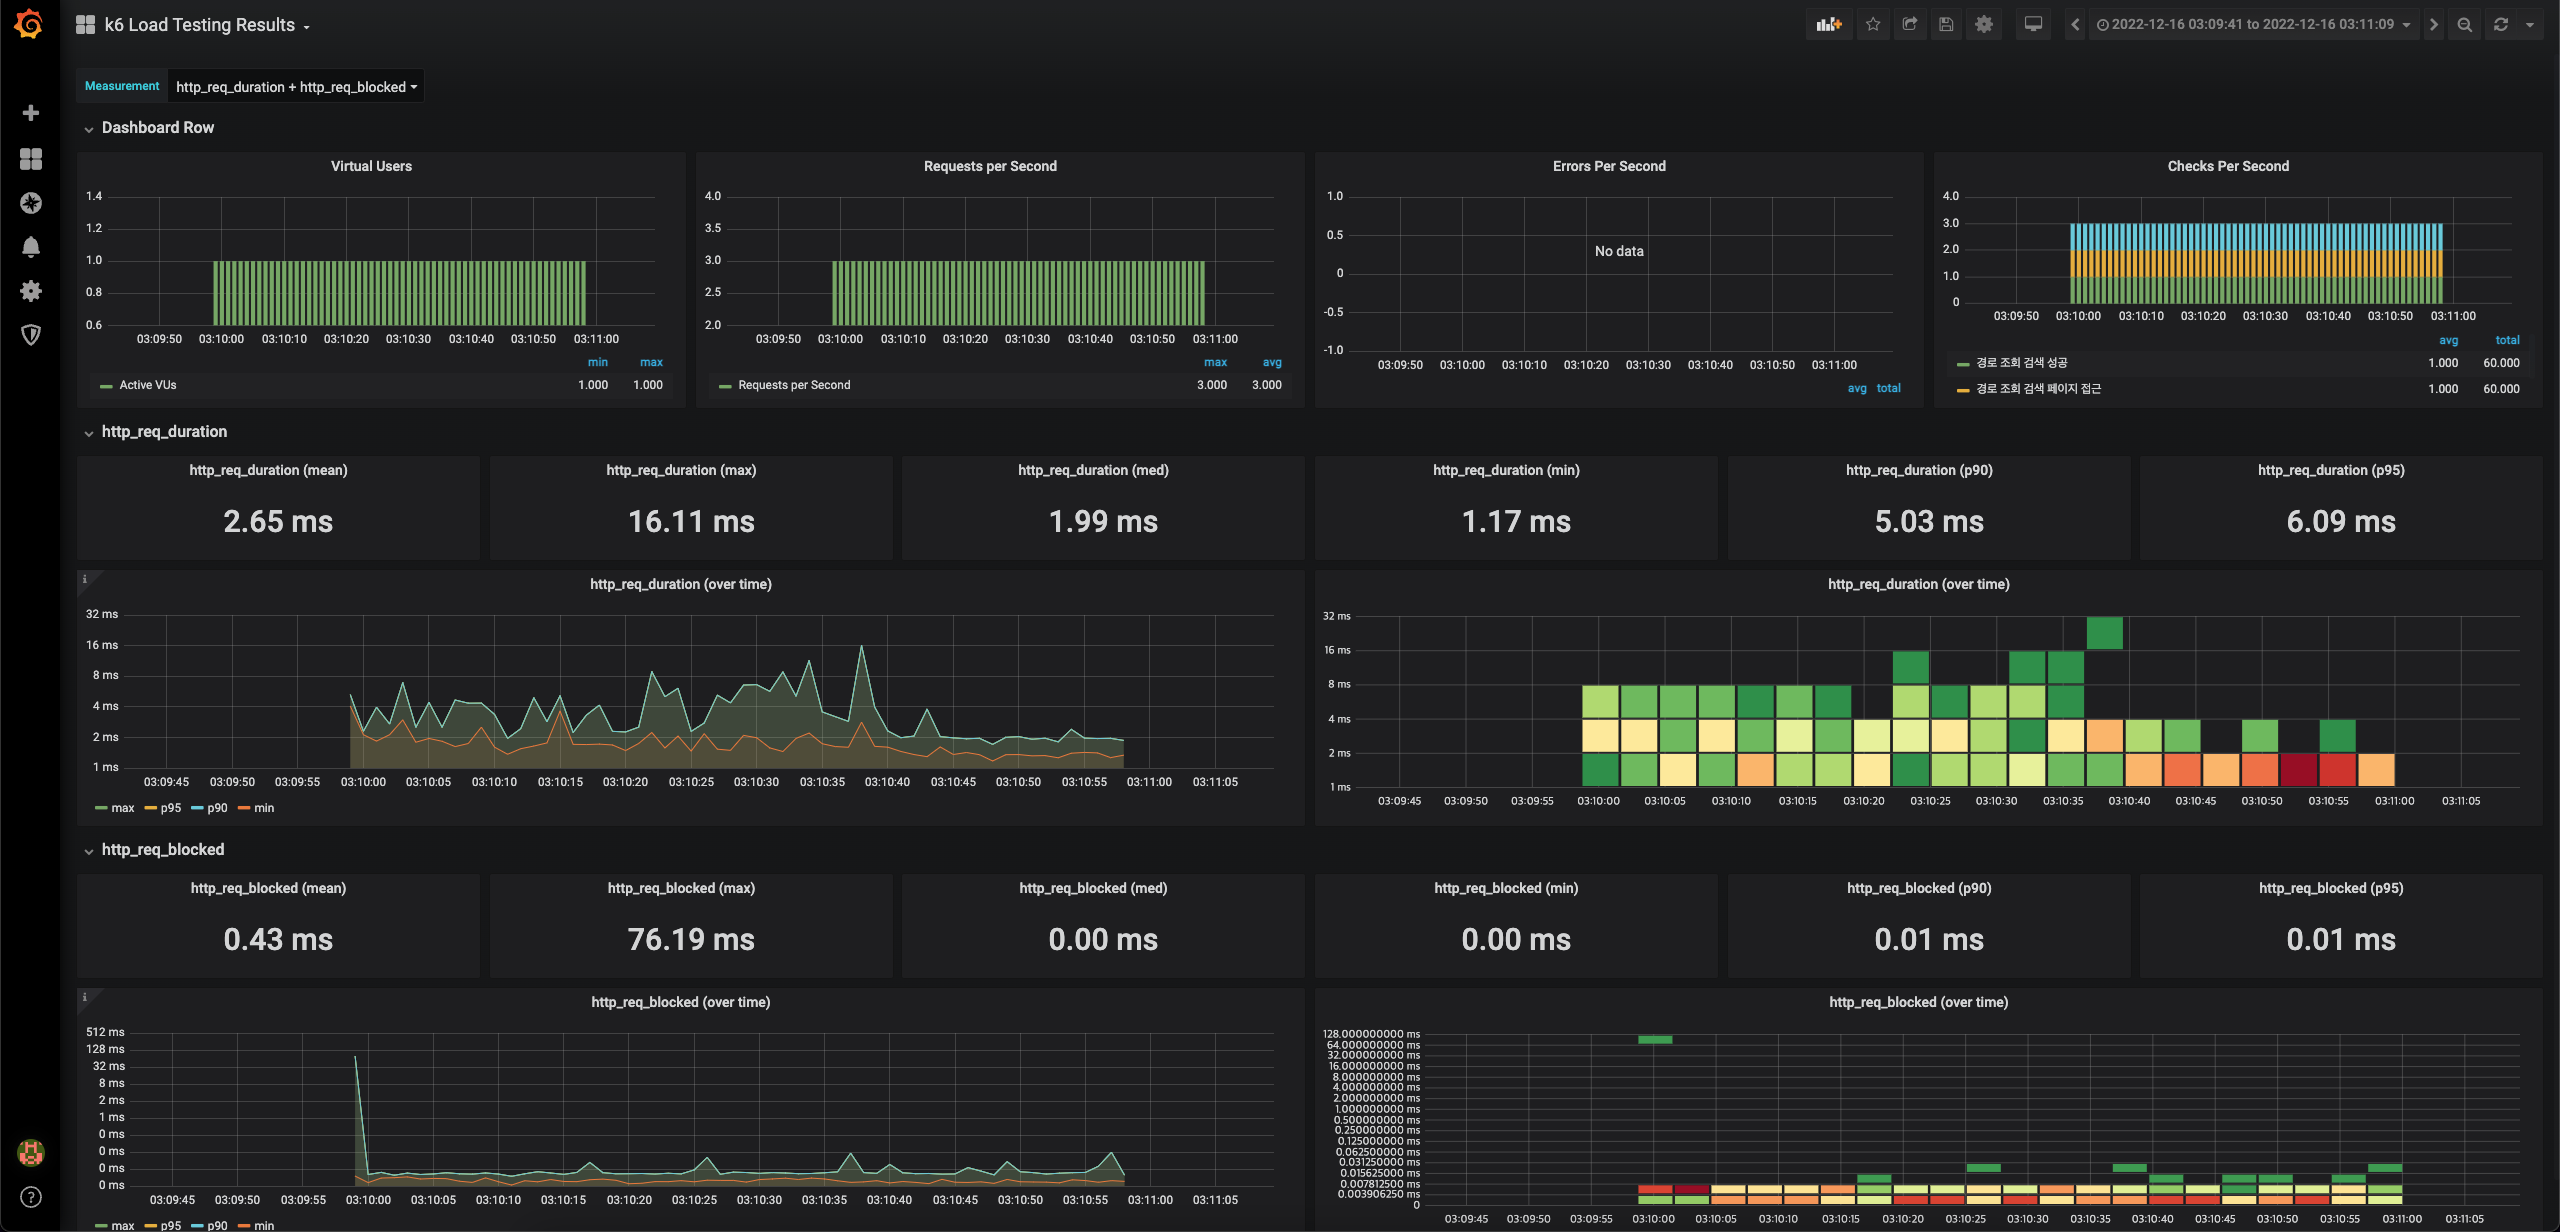 k6 Load Testing Results
2022-12-16 03:09:41 to 2022-12-16 03:11:09
Measurement http_req_duration + http_req_blocked
Dashboard Row
Virtual Users
1.4
1.2
1.0
0.8
0.6
03:09:50 03:10:00 03:10:10 03:10:20 03:10:30 03:10:40 03:10:50 03:11:00
min max
Active VUs 1.000 1.000
Requests per Second
4.0
3.5
3.0
2.5
2.0
03:09:50 03:10:00 03:10:10 03:10:20 03:10:30 03:10:40 03:10:50 03:11:00
max avg
Requests per Second 3.000 3.000
Errors Per Second
1.0
0.5
0
-0.5
-1.0
No data
03:09:50 03:10:00 03:10:10 03:10:20 03:10:30 03:10:40 03:10:50 03:11:00
avg total
Checks Per Second
4.0
3.0
2.0
1.0
0
03:09:50 03:10:00 03:10:10 03:10:20 03:10:30 03:10:40 03:10:50 03:11:00
avg total
경로 조회 검색 성공 1.000 60.000
경로 조회 검색 페이지 접근 1.000 60.000
http_req_duration
http_req_duration (mean)
2.65 ms
http_req_duration (max)
16.11 ms
http_req_duration (med)
1.99 ms
http_req_duration (min)
1.17 ms
http_req_duration (p90)
5.03 ms
http_req_duration (p95)
6.09 ms
http_req_duration (over time)
32 ms
16 ms
8 ms
4 ms
2 ms
1 ms
03:09:45 03:09:50 03:09:55 03:10:00 03:10:05 03:10:10 03:10:15 03:10:20 03:10:25 03:10:30 03:10:35 03:10:40 03:10:45 03:10:50 03:10:55 03:11:00 03:11:05
max p95 p90 min
http_req_duration (over time)
32 ms
16 ms
8 ms
4 ms
2 ms
1 ms
03:09:45 03:09:50 03:09:55 03:10:00 03:10:05 03:10:10 03:10:15 03:10:20 03:10:25 03:10:30 03:10:35 03:10:40 03:10:45 03:10:50 03:10:55 03:11:00 03:11:05
http_req_blocked
http_req_blocked (mean)
0.43 ms
http_req_blocked (max)
76.19 ms
http_req_blocked (med)
0.00 ms
http_req_blocked (min)
0.00 ms
http_req_blocked (p90)
0.01 ms
http_req_blocked (p95)
0.01 ms
http_req_blocked (over time)
512 ms
128 ms
32 ms
8 ms
2 ms
1 ms
0 ms
0 ms
0 ms
0 ms
03:09:45 03:09:50 03:09:55 03:10:00 03:10:05 03:10:10 03:10:15 03:10:20 03:10:25 03:10:30 03:10:35 03:10:40 03:10:45 03:10:50 03:10:55 03:11:00 03:11:05
max p95 p90 min
http_req_blocked (over time)
128.000000000 ms
64.000000000 ms
32.000000000 ms
16.000000000 ms
8.000000000 ms
4.000000000 ms
2.000000000 ms
1.000000000 ms
0.500000000 ms
0.250000000 ms
0.125000000 ms
0.062500000 ms
0.031250000 ms
0.015625000 ms
0.007812500 ms
0.003906250 ms
0
03:09:45 03:09:50 03:09:55 03:10:00 03:10:05 03:10:10 03:10:15 03:10:20 03:10:25 03:10:30 03:10:35 03:10:40 03:10:45 03:10:50 03:10:55 03:11:00 03:11:05